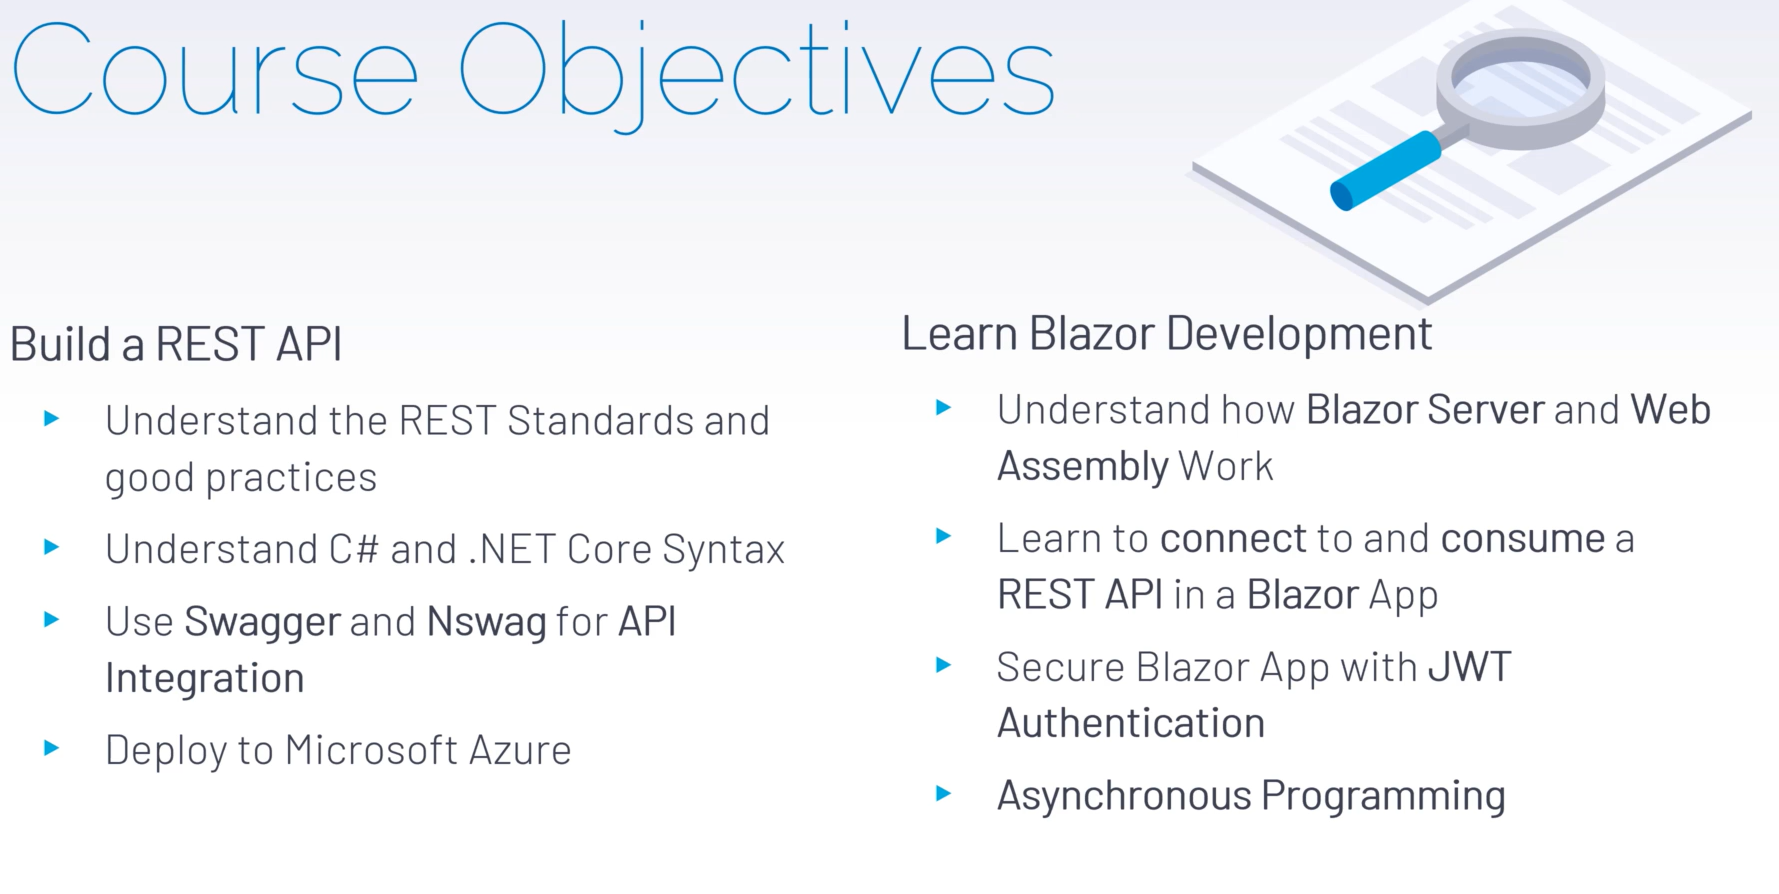 Course Objectives
Build a REST API
Understand the REST Standards and
good practices
Understand C# and .NET Core Syntax
Use Swagger and Nswag for API
Integration
Deploy to Microsoft Azure
Learn Blazor Development
Understand how Blazor Server and Web
Assembly Work
Learn to connect to and consume a
REST API in a Blazor App
Secure Blazor App with JWT
Authentication
Asynchronous Programming